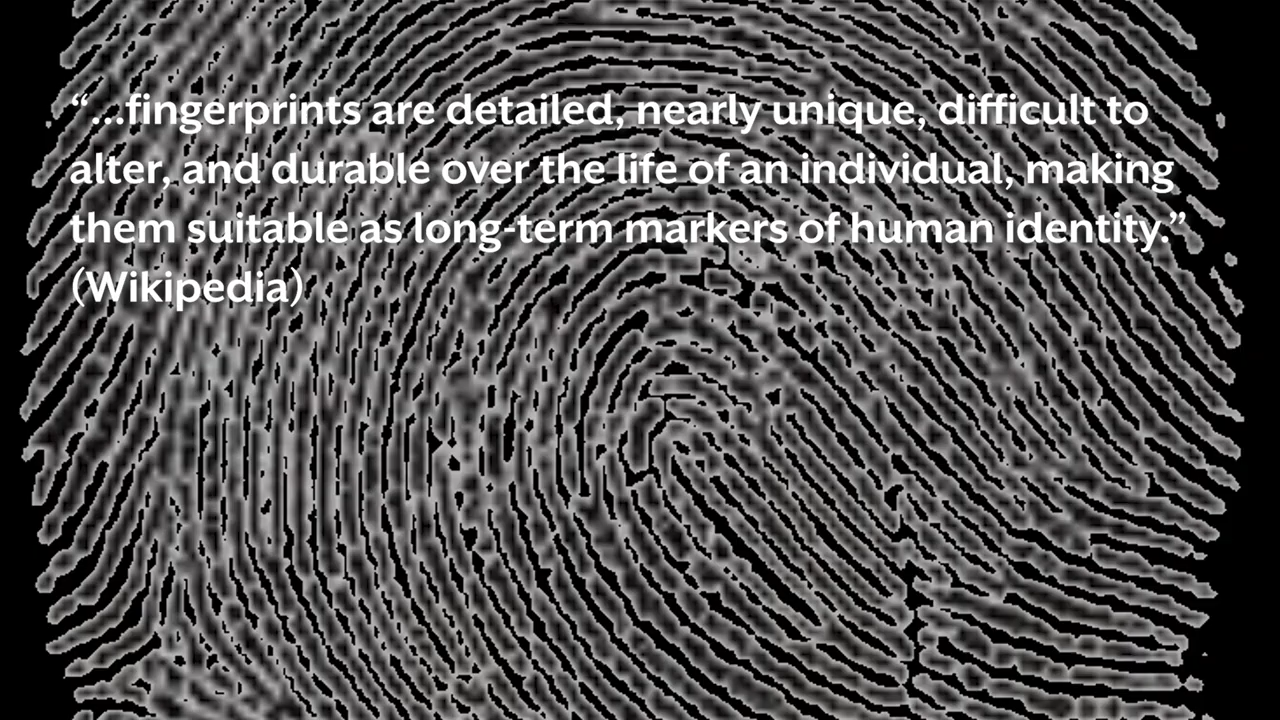 “...fingerprints are detailed, nearly unique, difficult to
alter, and durable over the life of an individual, making
them suitable as long-term markers of human identity.”
(Wikipedia)